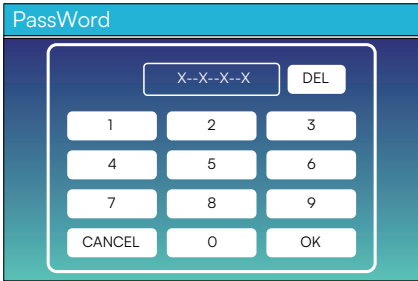 PassWord
X--X--X--X DEL
1 2 3
4 5 6
7 8 9
CANCEL 0 OK